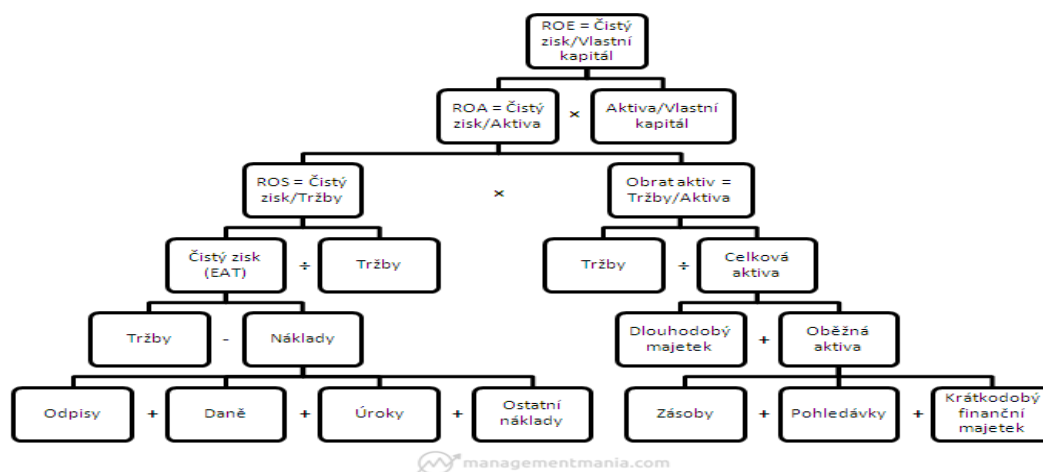 ROE = Čistý
zisk/Vlastní
kapitál
ROA = Čistý
zisk/Aktiva
×
Aktiva/Vlastní
kapitál
ROS = Čistý
zisk/Tržby
×
Obrat aktiv =
Tržby/Aktiva
Čistý zisk
(EAT)
÷
Tržby
Tržby
÷
Celková
aktiva
Tržby
-
Náklady
Dlouhodobý
majetek
+
Oběžná
aktiva
Odpisy
+
Daně
+
Úroky
+
Ostatní
náklady
Zásoby
+
Pohledávky
+
Krátkodobý
finanční
majetek
managementmania.com